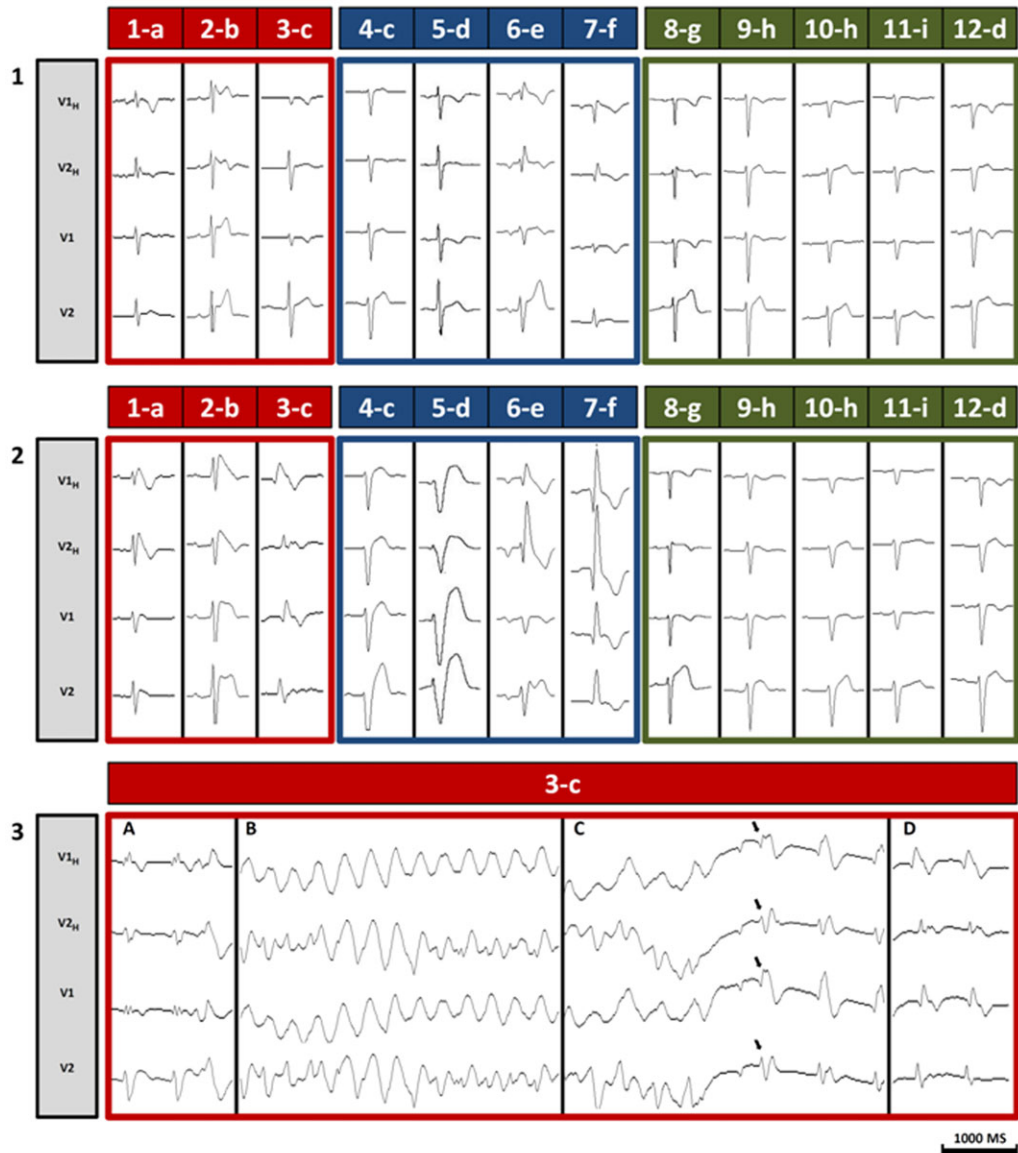 1-a 2-b 3-c 4-c 5-d 6-e 7-f 8-g 9-h 10-h 11-i 12-d
1
V1H
V2H
V1
V2
1-a 2-b 3-c 4-c 5-d 6-e 7-f 8-g 9-h 10-h 11-i 12-d
2
V1H
V2H
V1
V2
3-c
3
A B C D
V1H
V2H
V1
V2
1000 MS